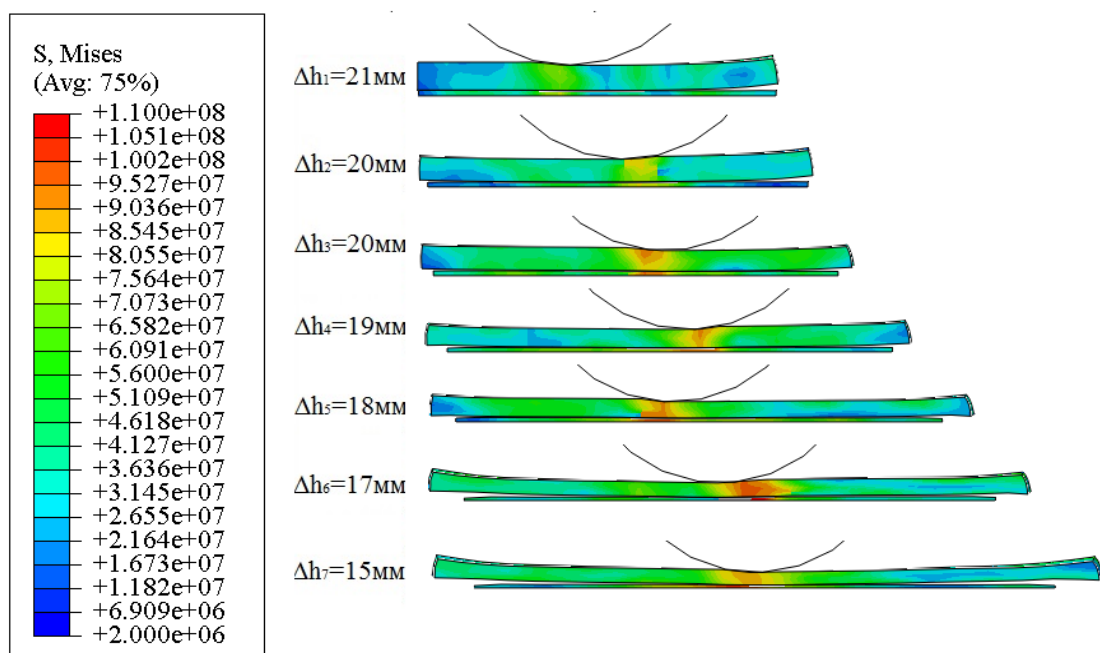 S, Mises
(Avg: 75%)
+1.100e+08
+1.051e+08
+1.002e+08
+9.527e+07
+9.036e+07
+8.545e+07
+8.055e+07
+7.564e+07
+7.073e+07
+6.582e+07
+6.091e+07
+5.600e+07
+5.109e+07
+4.618e+07
+4.127e+07
+3.636e+07
+3.145e+07
+2.655e+07
+2.164e+07
+1.673e+07
+1.182e+07
+6.909e+06
+2.000e+06
Δh₁=21мм
Δh₂=20мм
Δh₃=20мм
Δh₄=19мм
Δh₅=18мм
Δh₆=17мм
Δh₇=15мм